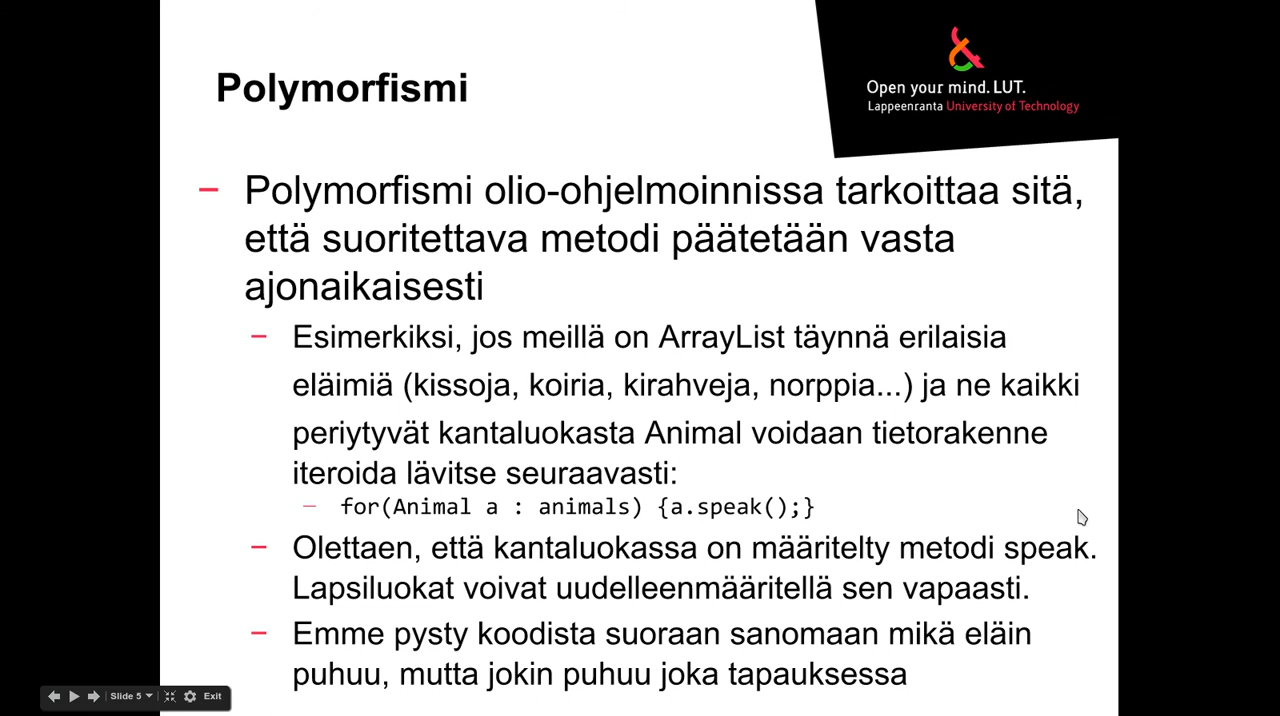 Polymorfismi
Open your mind. LUT.
Lappeenranta University of Technology
– Polymorfismi olio-ohjelmoinnissa tarkoittaa sitä,
että suoritettava metodi päätetään vasta
ajonaikaisesti
– Esimerkiksi, jos meillä on ArrayList täynnä erilaisia
eläimiä (kissoja, koiria, kirahveja, norppia...) ja ne kaikki
periytyvät kantaluokasta Animal voidaan tietorakenne
iteroida lävitse seuraavasti:
– for(Animal a : animals) {a.speak();}
– Olettaen, että kantaluokassa on määritelty metodi speak.
Lapsiluokat voivat uudelleenmääritellä sen vapaasti.
– Emme pysty koodista suoraan sanomaan mikä eläin
puhuu, mutta jokin puhuu joka tapauksessa
Slide 5 Exit